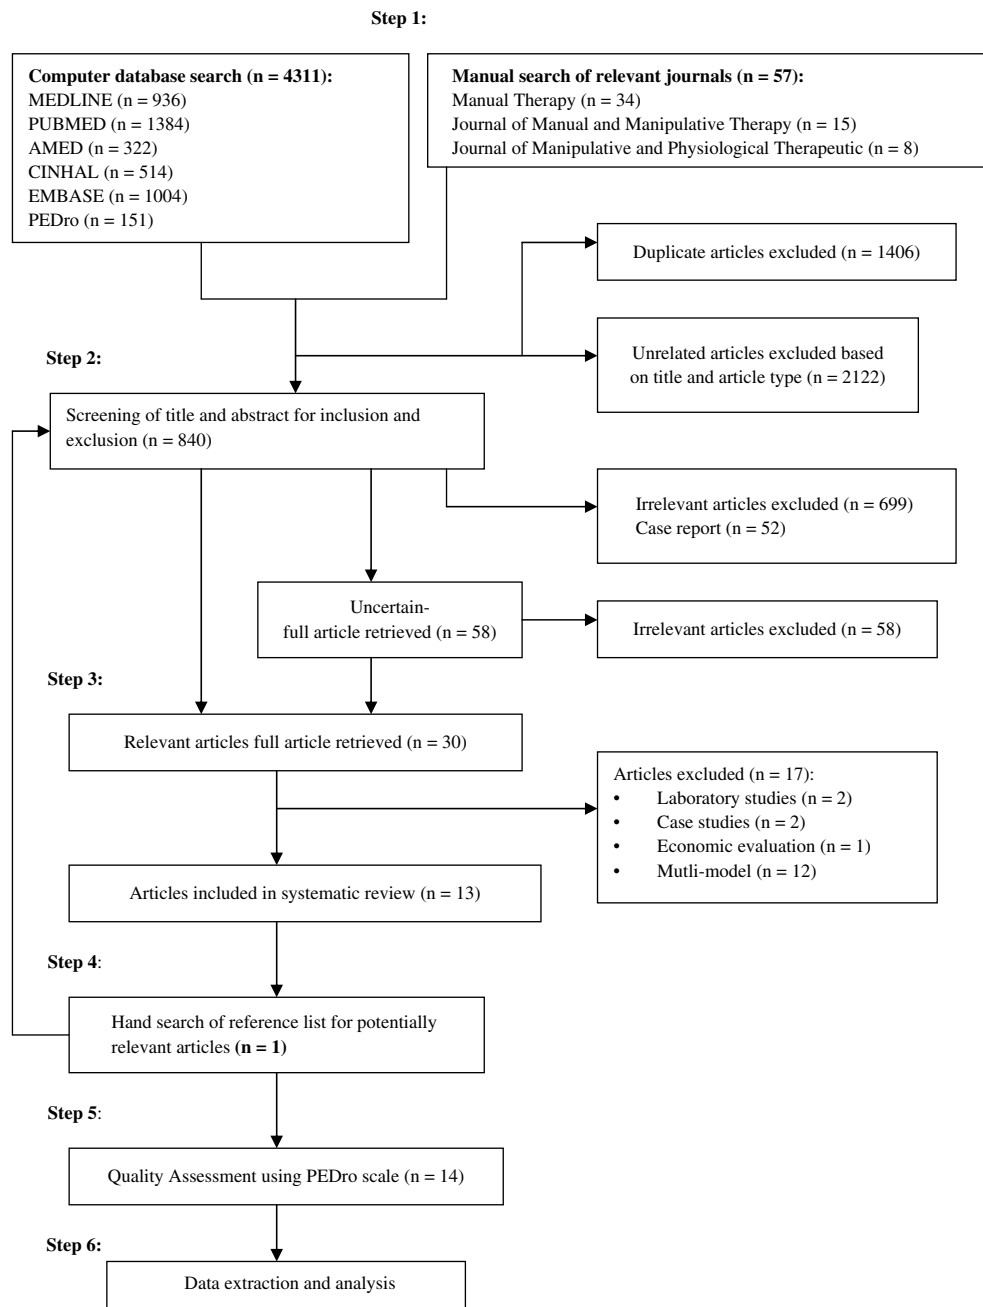 Step 1:
Computer database search (n = 4311):
MEDLINE (n = 936)
PUBMED (n = 1384)
AMED (n = 322)
CINHAL (n = 514)
EMBASE (n = 1004)
PEDro (n = 151)
Manual search of relevant journals (n = 57):
Manual Therapy (n = 34)
Journal of Manual and Manipulative Therapy (n = 15)
Journal of Manipulative and Physiological Therapeutic (n = 8)
Duplicate articles excluded (n = 1406)
Unrelated articles excluded based
on title and article type (n = 2122)
Step 2:
Screening of title and abstract for inclusion and
exclusion (n = 840)
Irrelevant articles excluded (n = 699)
Case report (n = 52)
Uncertain-
full article retrieved (n = 58)
Irrelevant articles excluded (n = 58)
Step 3:
Relevant articles full article retrieved (n = 30)
Articles excluded (n = 17):
• Laboratory studies (n = 2)
• Case studies (n = 2)
• Economic evaluation (n = 1)
• Mutli-model (n = 12)
Articles included in systematic review (n = 13)
Step 4:
Hand search of reference list for potentially
relevant articles (n = 1)
Step 5:
Quality Assessment using PEDro scale (n = 14)
Step 6:
Data extraction and analysis